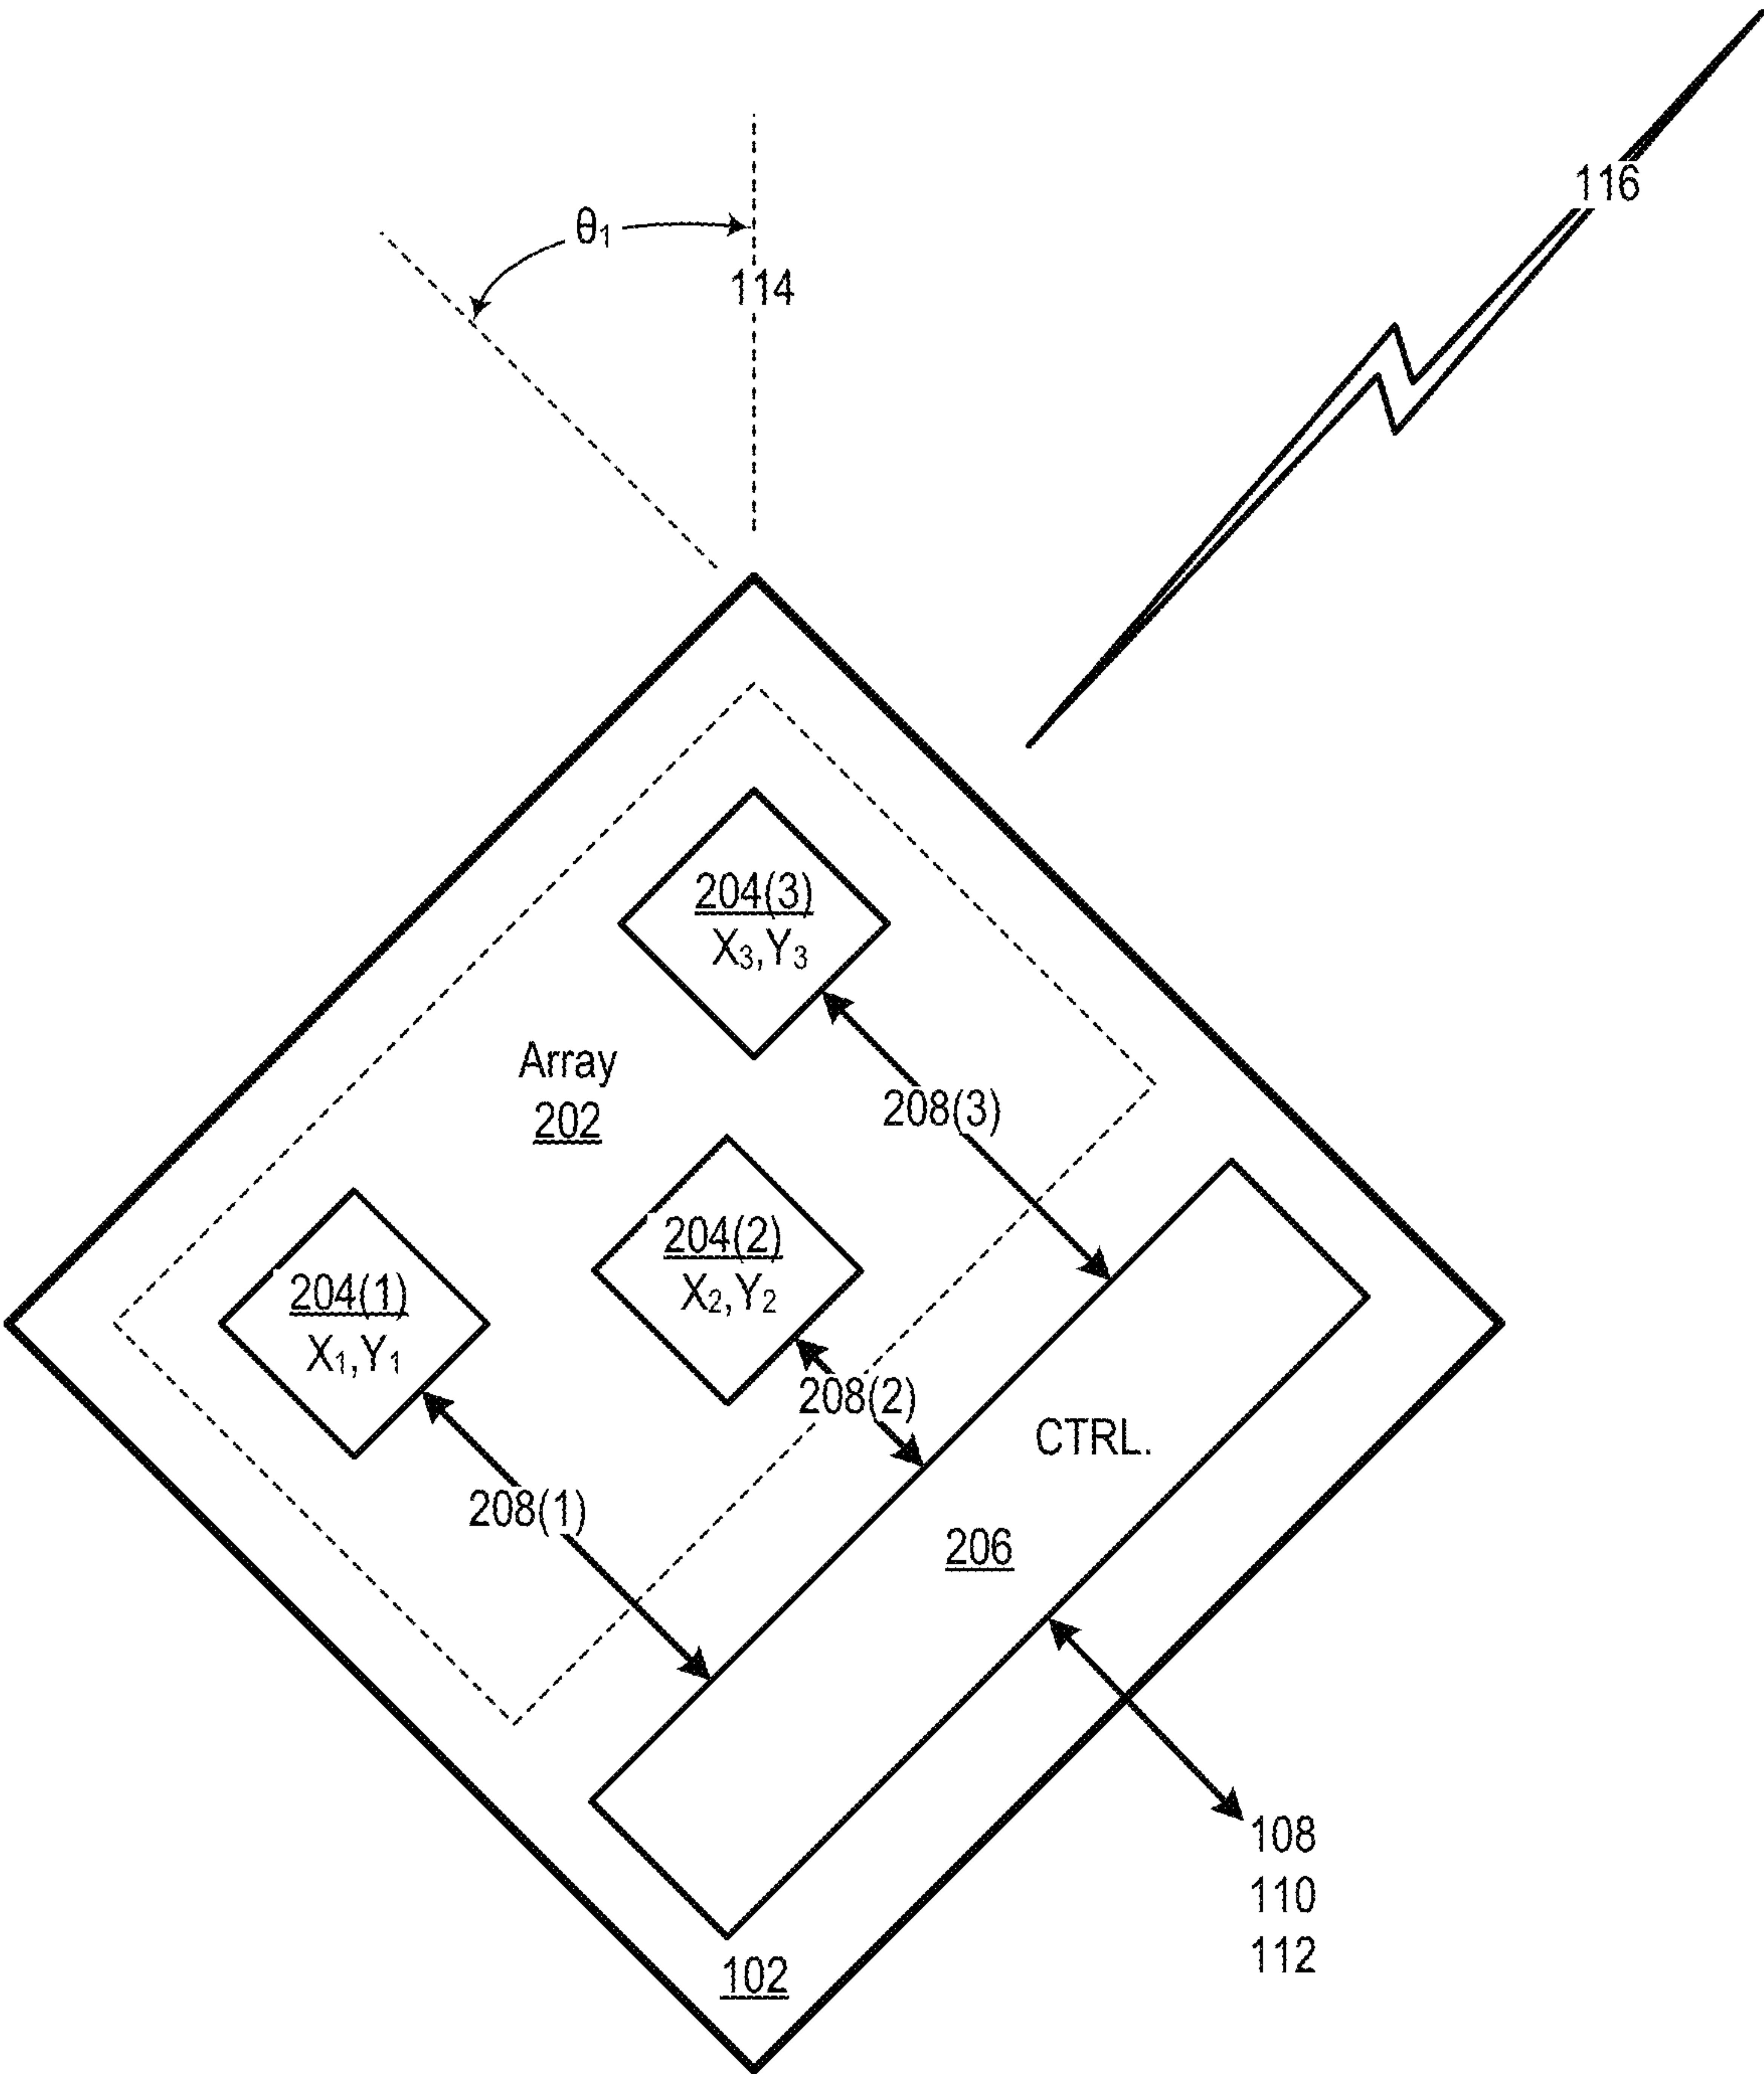 116
θ₁
114
204(3)
X₃,Y₃
Array
202
208(3)
204(2)
X₂,Y₂
204(1)
X₁,Y₁
208(2)
CTRL.
208(1)
206
108
110
112
102